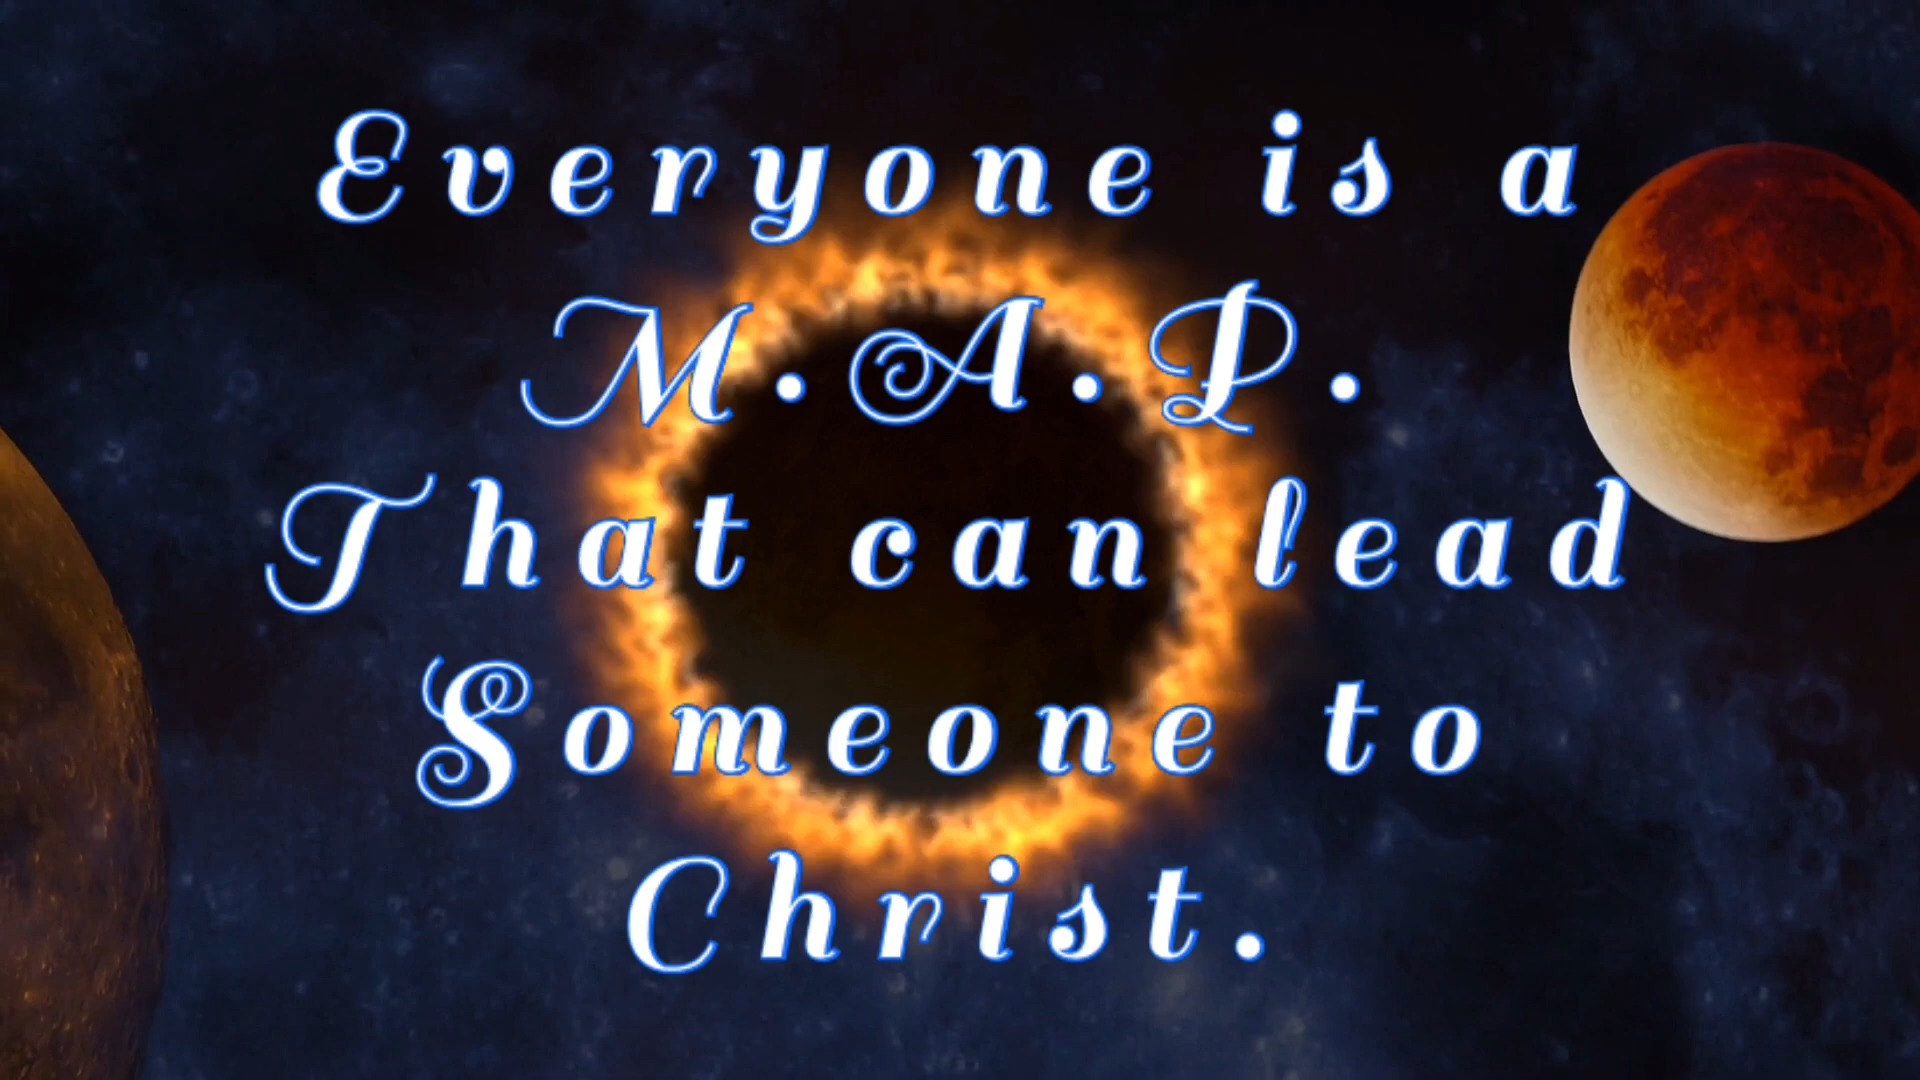 Everyone is a
M.A.P.
That can lead
Someone to
Christ.